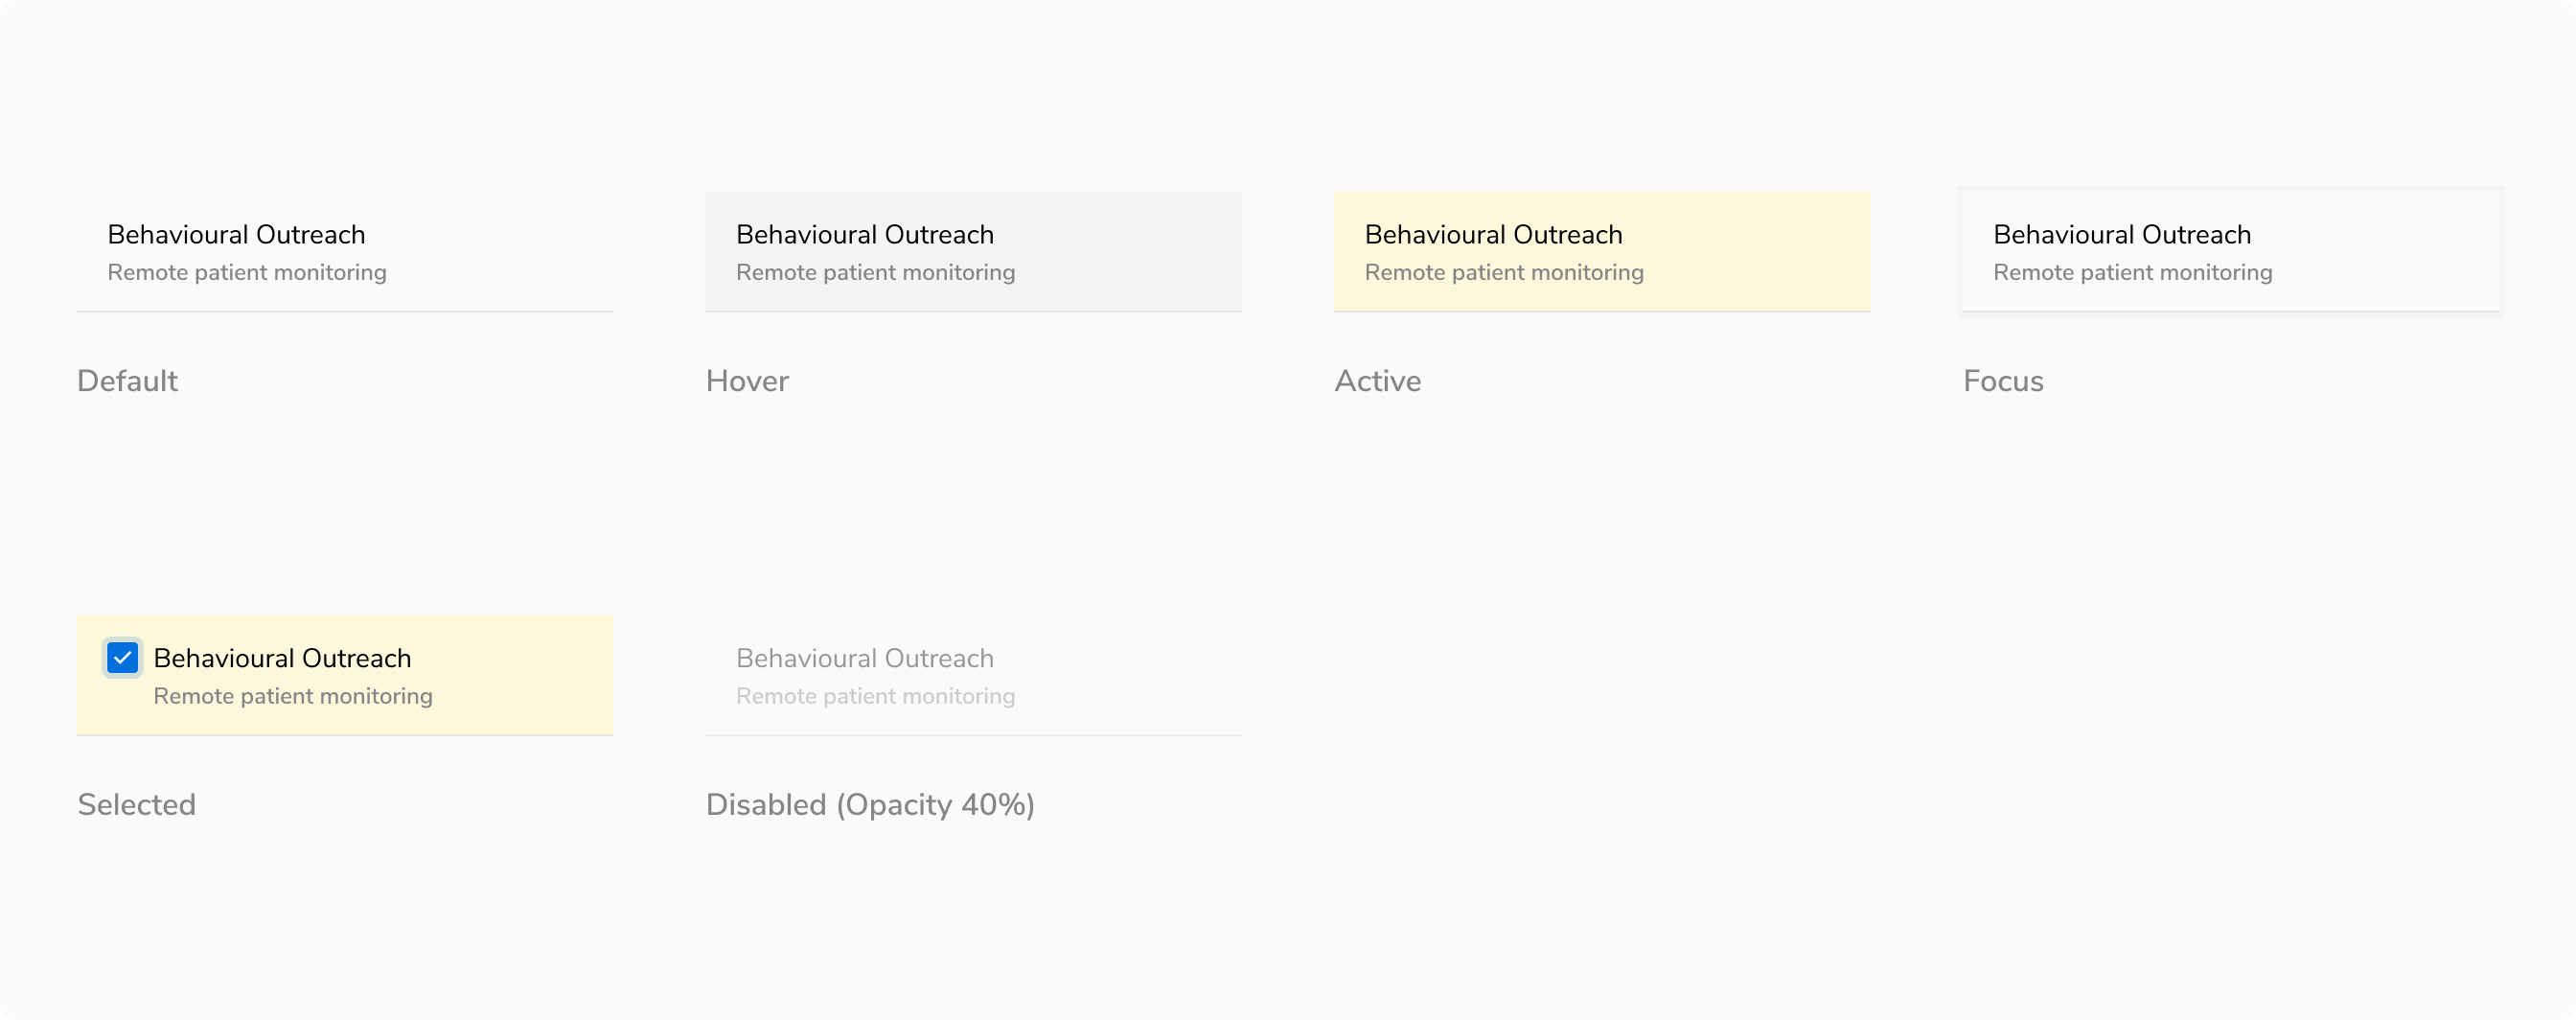 Behavioural Outreach
Remote patient monitoring
Default
Behavioural Outreach
Remote patient monitoring
Hover
Behavioural Outreach
Remote patient monitoring
Active
Behavioural Outreach
Remote patient monitoring
Focus
Behavioural Outreach
Remote patient monitoring
Selected
Behavioural Outreach
Remote patient monitoring
Disabled (Opacity 40%)